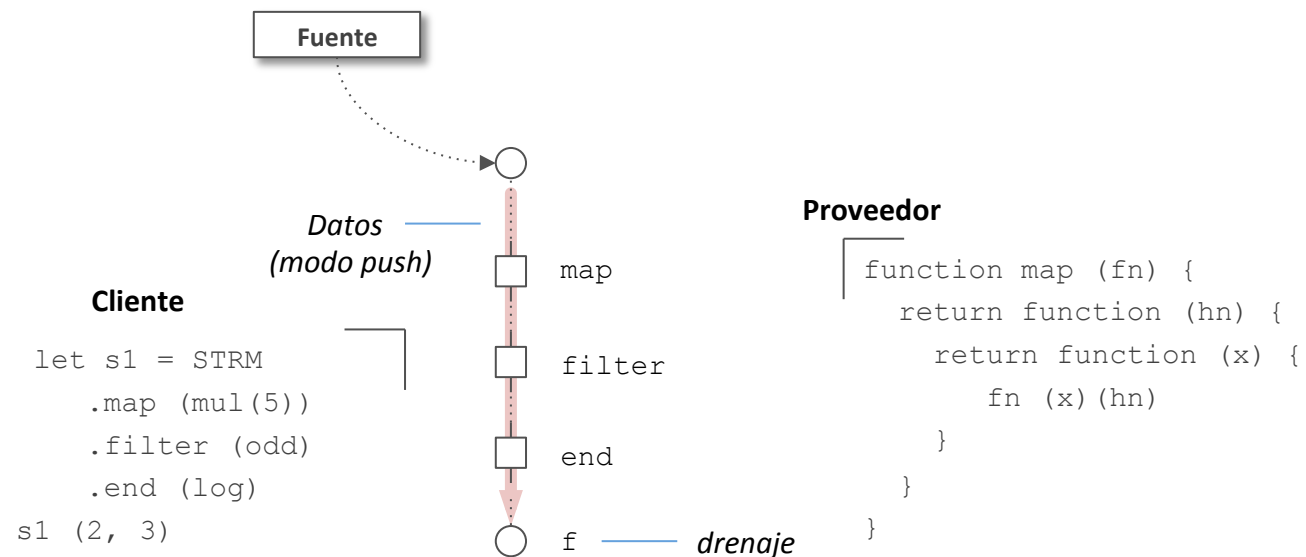 Fuente
Datos
(modo push)
Cliente
let s1 = STRM
.map (mul(5))
.filter (odd)
.end (log)
s1 (2, 3)
map
filter
end
f
drenaje
Proveedor
function map (fn) {
return function (hn) {
return function (x) {
fn (x)(hn)
}
}
}